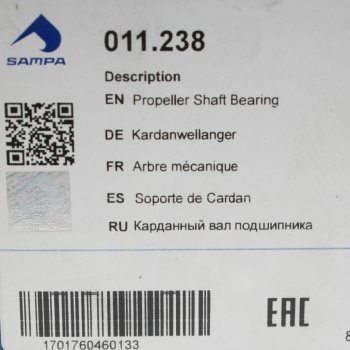 SAMPA
011.238
Description
EN Propeller Shaft Bearing
DE Kardanwellanger
FR Arbre mécanique
ES Soporte de Cardan
RU Карданный вал подшипника
1701760460133
EAC
8